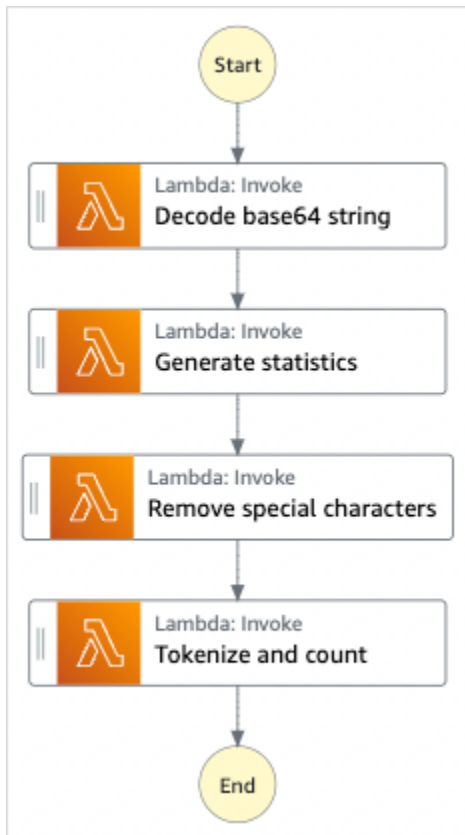 Start
Lambda: Invoke
Decode base64 string
Lambda: Invoke
Generate statistics
Lambda: Invoke
Remove special characters
Lambda: Invoke
Tokenize and count
End